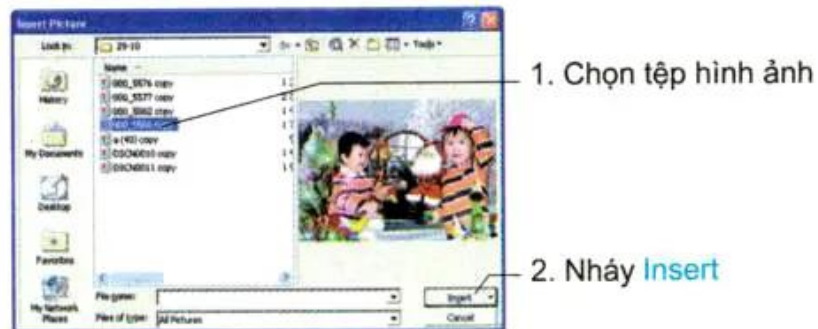 Insert Picture
Look in: 29-10 Tools
Name
History
My Documents
Desktop
Favorites
My Network Places
000_5576 copy
000_5577 copy
a (40) copy
DSCN0010 copy
DSCN0011 copy
File name:
Files of type: All Pictures
Insert
Cancel
1. Chọn tệp hình ảnh
2. Nháy Insert